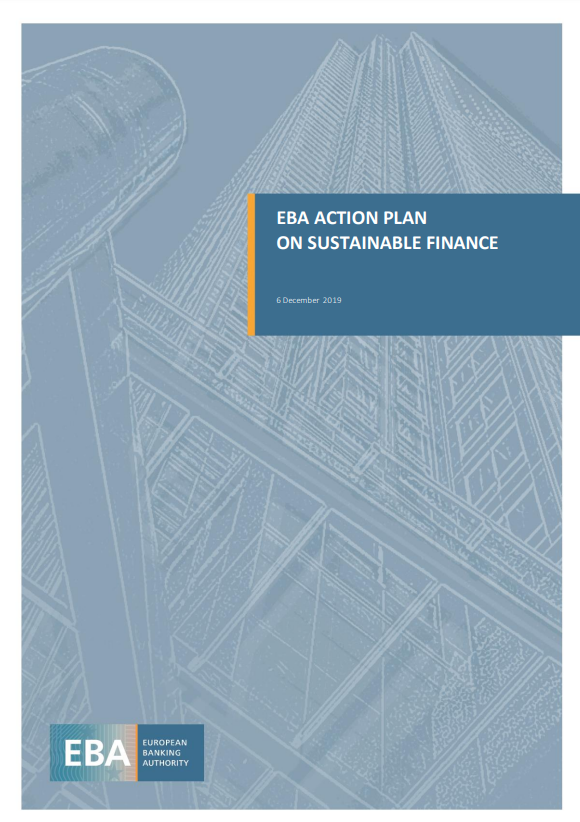 EBA ACTION PLAN
ON SUSTAINABLE FINANCE
6 December 2019
EBA
EUROPEAN
BANKING
AUTHORITY